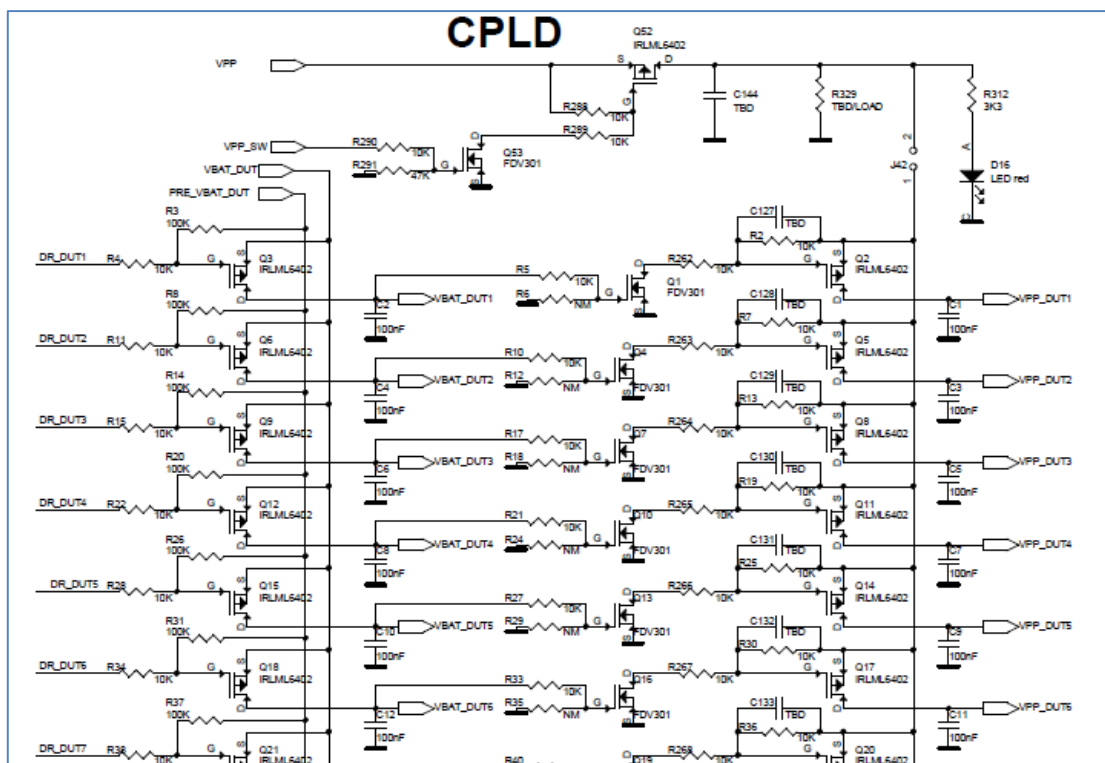 CPLD
Q52
IRLML6402
VPP
S D
G
R288
10K
R289
10K
C144
TBD
R329
TBD/LOAD
R312
3K3
VPP_SW
R290
10K
R291
47K
G
D
S
Q53
FDV301
2
J42
1
A
D16
LED red
C
VBAT_DUT
PRE_VBAT_DUT
R3
100K
DR_DUT1
R4
10K
G
S
D
Q3
IRLML6402
C2
100nF
VBAT_DUT1
R5
10K
R6
NM
G
D
S
Q1
FDV301
R262
10K
C127
TBD
R2
10K
G
S
D
Q2
IRLML6402
C1
100nF
VPP_DUT1
R8
100K
DR_DUT2
R11
10K
G
S
D
Q6
IRLML6402
C4
100nF
VBAT_DUT2
R10
10K
R12
NM
G
D
S
Q4
FDV301
R263
10K
C128
TBD
R7
10K
G
S
D
Q5
IRLML6402
C3
100nF
VPP_DUT2
R14
100K
DR_DUT3
R15
10K
G
S
D
Q9
IRLML6402
C6
100nF
VBAT_DUT3
R17
10K
R18
NM
G
D
S
Q7
FDV301
R264
10K
C129
TBD
R13
10K
G
S
D
Q8
IRLML6402
C5
100nF
VPP_DUT3
R20
100K
DR_DUT4
R22
10K
G
S
D
Q12
IRLML6402
C8
100nF
VBAT_DUT4
R21
10K
R24
NM
G
D
S
Q10
FDV301
R265
10K
C130
TBD
R19
10K
G
S
D
Q11
IRLML6402
C7
100nF
VPP_DUT4
R26
100K
DR_DUT5
R28
10K
G
S
D
Q15
IRLML6402
C10
100nF
VBAT_DUT5
R27
10K
R29
NM
G
D
S
Q13
FDV301
R266
10K
C131
TBD
R25
10K
G
S
D
Q14
IRLML6402
C9
100nF
VPP_DUT5
R31
100K
DR_DUT6
R34
10K
G
S
D
Q18
IRLML6402
C12
100nF
VBAT_DUT6
R33
10K
R35
NM
G
D
S
Q16
FDV301
R267
10K
C132
TBD
R30
10K
G
S
D
Q17
IRLML6402
C11
100nF
VPP_DUT6
R37
100K
DR_DUT7
R38
10K
G
S
Q21
IRLML6402
R40
10K
D
Q19
R268
10K
C133
TBD
R36
10K
G
S
Q20
IRLML6402